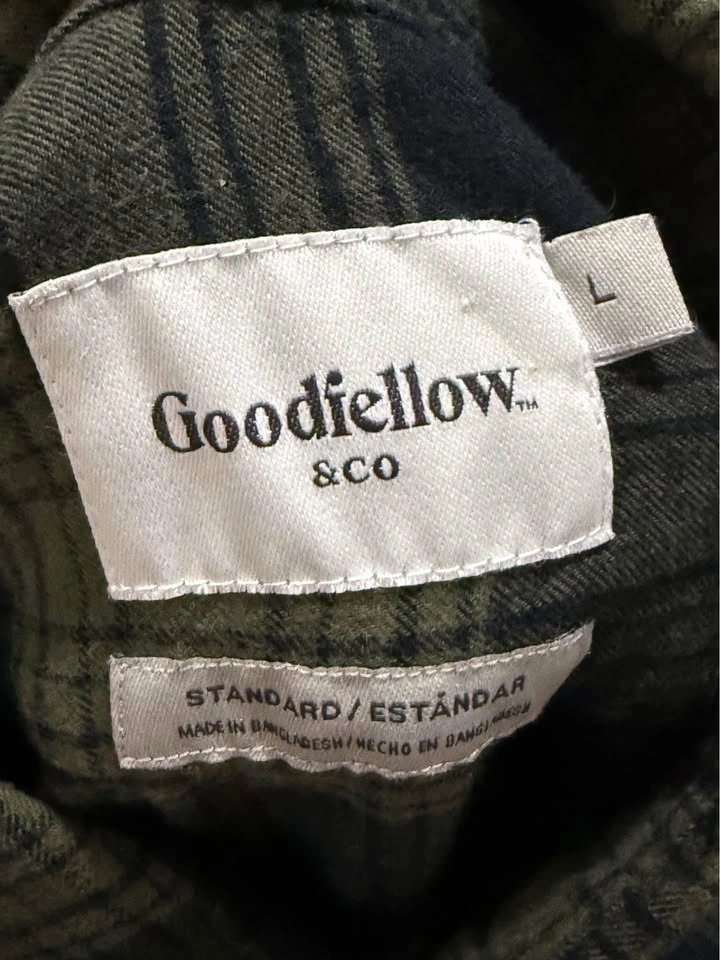 Goodfellow™
&CO
L
STANDARD / ESTÁNDAR
MADE IN BANGLADESH / HECHO EN BANGLADESH